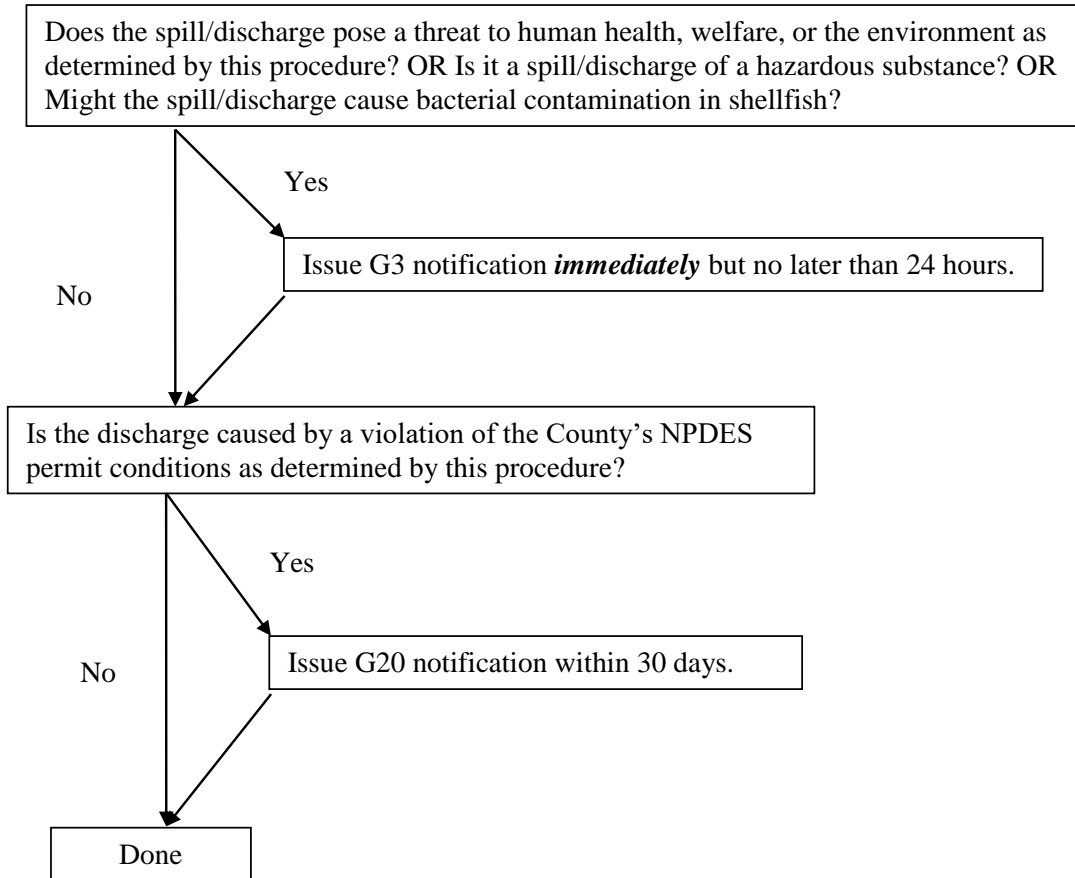 Does the spill/discharge pose a threat to human health, welfare, or the environment as
determined by this procedure? OR Is it a spill/discharge of a hazardous substance? OR
Might the spill/discharge cause bacterial contamination in shellfish?
Yes
Issue G3 notification immediately but no later than 24 hours.
No
Is the discharge caused by a violation of the County’s NPDES
permit conditions as determined by this procedure?
Yes
Issue G20 notification within 30 days.
No
Done